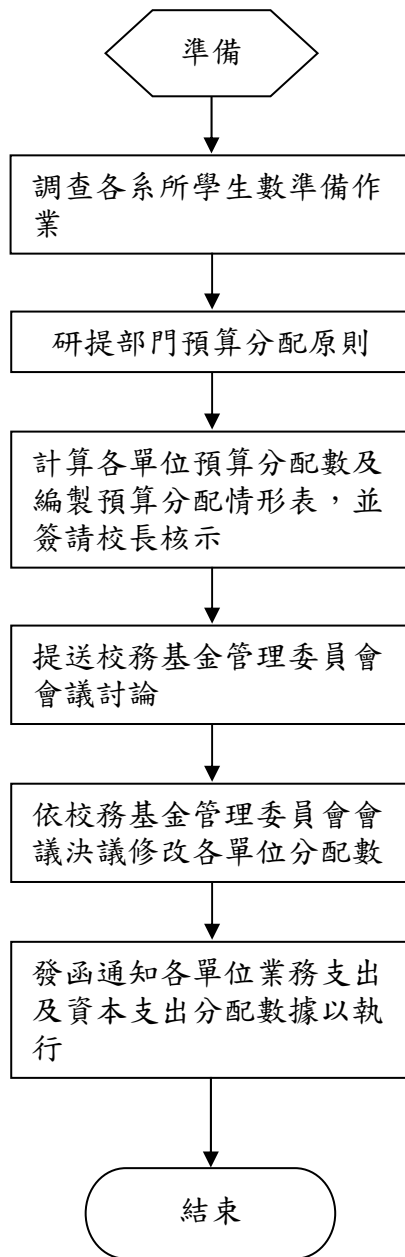 準備
調查各系所學生數準備作
業
研提部門預算分配原則
計算各單位預算分配數及
編製預算分配情形表，並
簽請校長核示
提送校務基金管理委員會
會議討論
依校務基金管理委員會會
議決議修改各單位分配數
發函通知各單位業務支出
及資本支出分配數據以執
行
結束